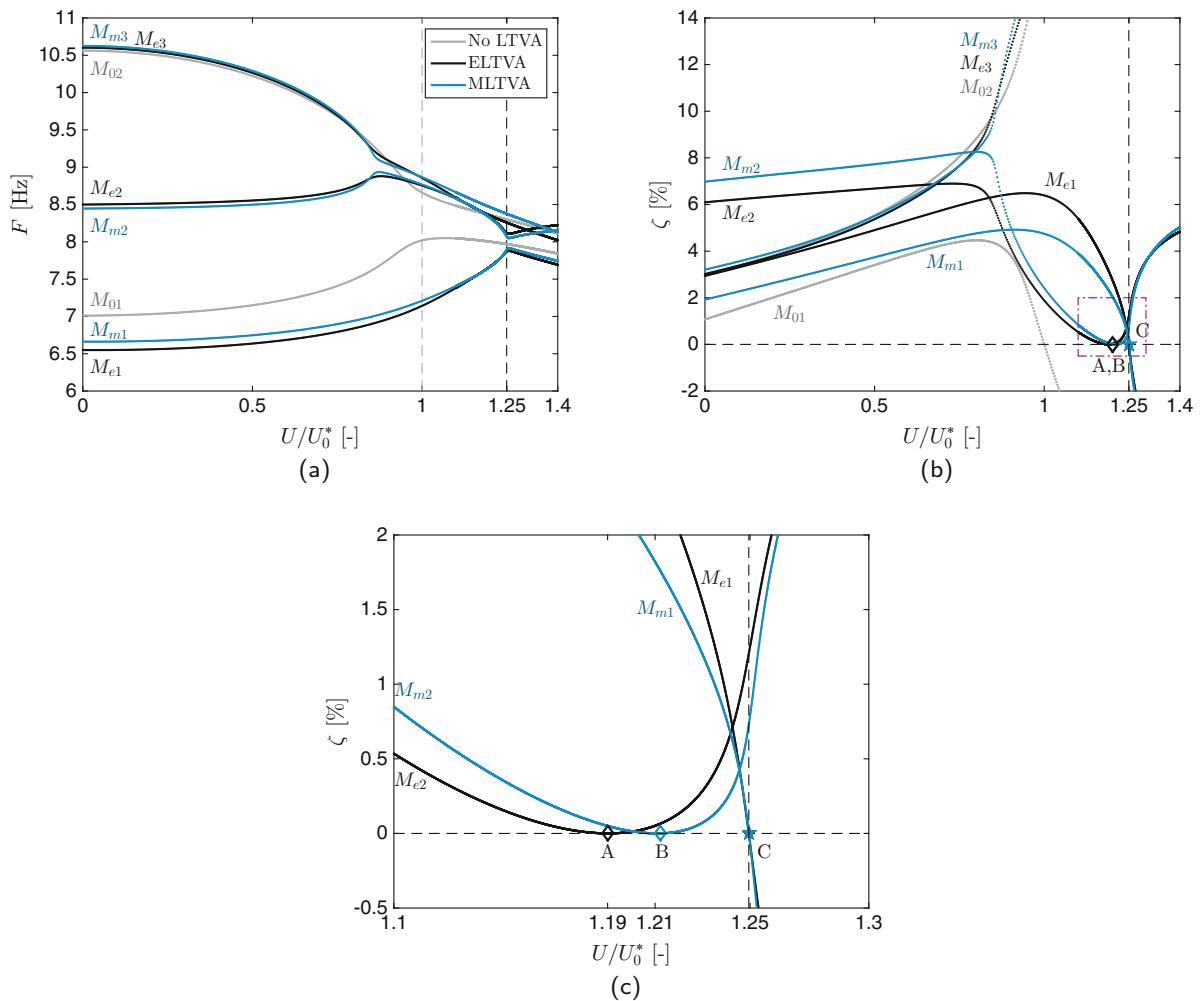 11
10.5
10
9.5
9
8.5
8
7.5
7
6.5
6
F [Hz]
M_{m3} M_{e3}
M_{02}
M_{e2}
M_{m2}
M_{01}
M_{m1}
M_{e1}
No LTVA
ELTVA
MLTVA
0 0.5 1 1.25 1.4
U/U_0^* [-]
(a)
14
12
10
8
6
4
2
0
-2
ζ [%]
M_{m3}
M_{e3}
M_{02}
M_{m2}
M_{e1}
M_{e2}
M_{m1}
M_{01}
C
A,B
0 0.5 1 1.25 1.4
U/U_0^* [-]
(b)
2
1.5
1
0.5
0
-0.5
ζ [%]
M_{e1}
M_{m1}
M_{m2}
M_{e2}
A B C
1.1 1.19 1.21 1.25 1.3
U/U_0^* [-]
(c)